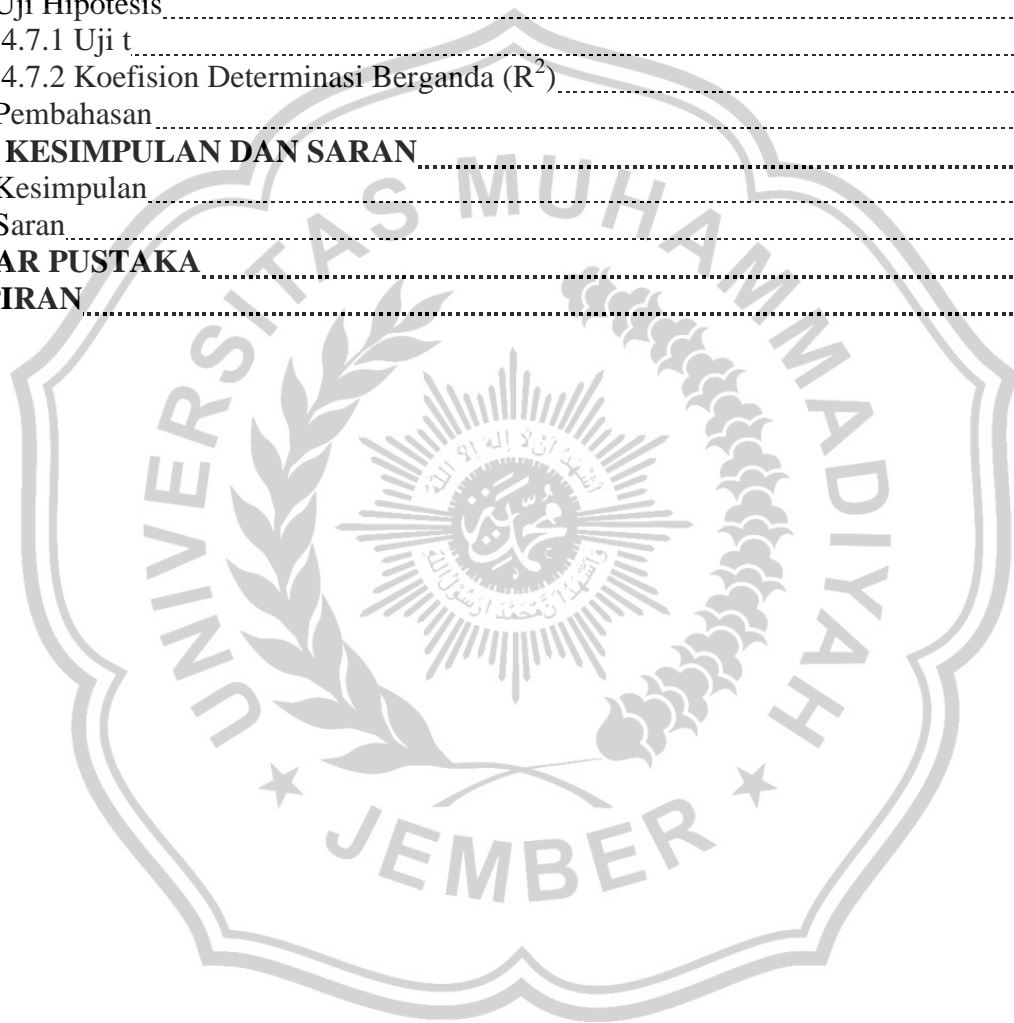 Uji Hipotesis
4.7.1 Uji t
4.7.2 Koefision Determinasi Berganda (R²)
Pembahasan
KESIMPULAN DAN SARAN
Kesimpulan
Saran
AR PUSTAKA
PIRAN
UNIVERSITAS MUHAMMADIYAH
JEMBER